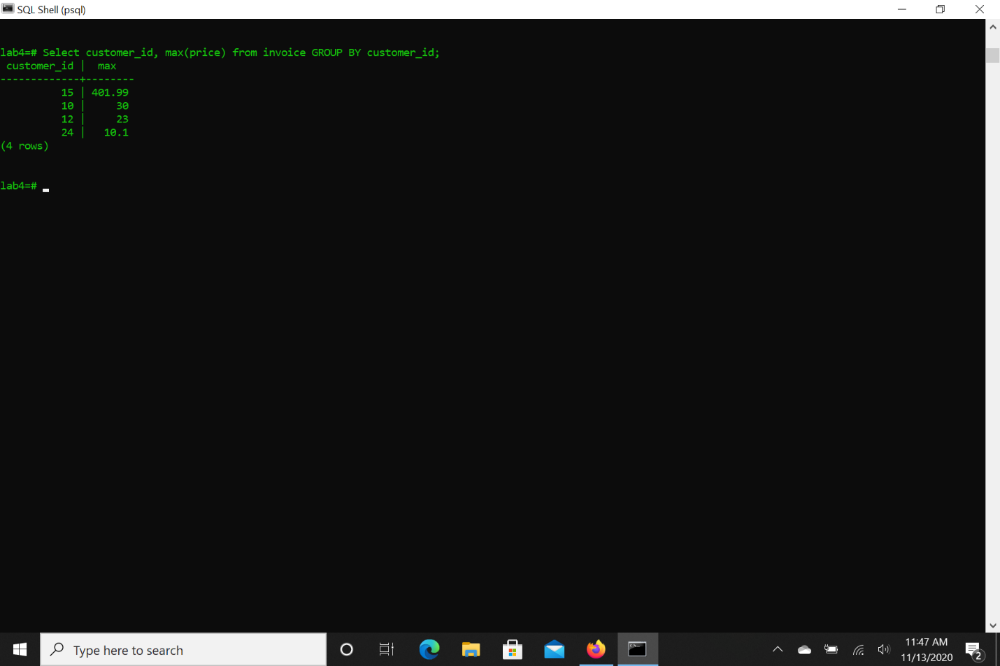 SQL Shell (psql)
lab4=# Select customer_id, max(price) from invoice GROUP BY customer_id;
 customer_id |  max
-------------+--------
          15 | 401.99
          10 |     30
          12 |     23
          24 |   10.1
(4 rows)
lab4=#
Type here to search
11:47 AM
11/13/2020
2